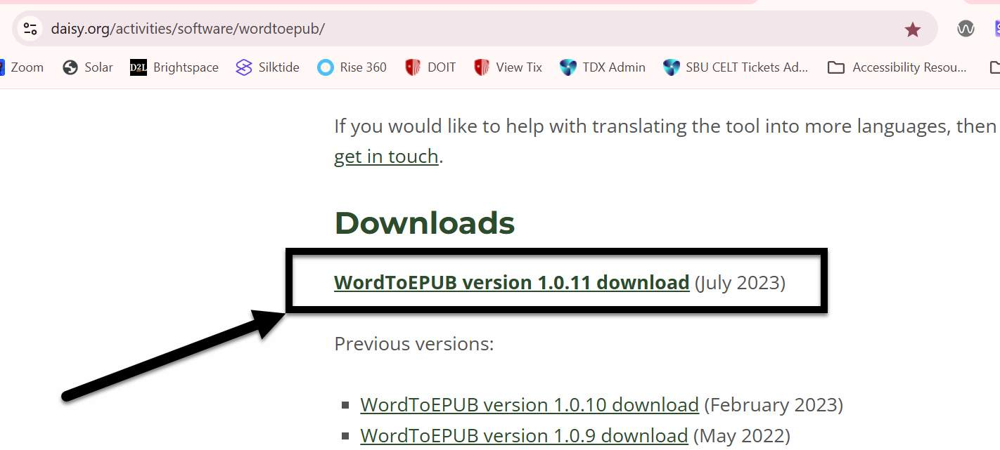 daisy.org/activities/software/wordtoepub/
Zoom Solar D2L Brightspace Silktide Rise 360 DOIT View Tix TDX Admin SBU CELT Tickets Ad... Accessibility Resou...
If you would like to help with translating the tool into more languages, then
get in touch.
Downloads
WordToEPUB version 1.0.11 download (July 2023)
Previous versions:
WordToEPUB version 1.0.10 download (February 2023)
WordToEPUB version 1.0.9 download (May 2022)